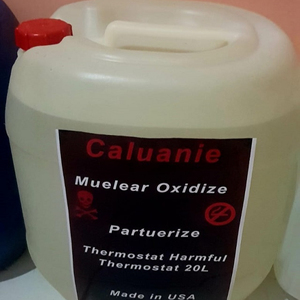 Caluanie
Muelear Oxidize
Partuerize
Thermostat Harmful
Thermostat 20L
Made in USA